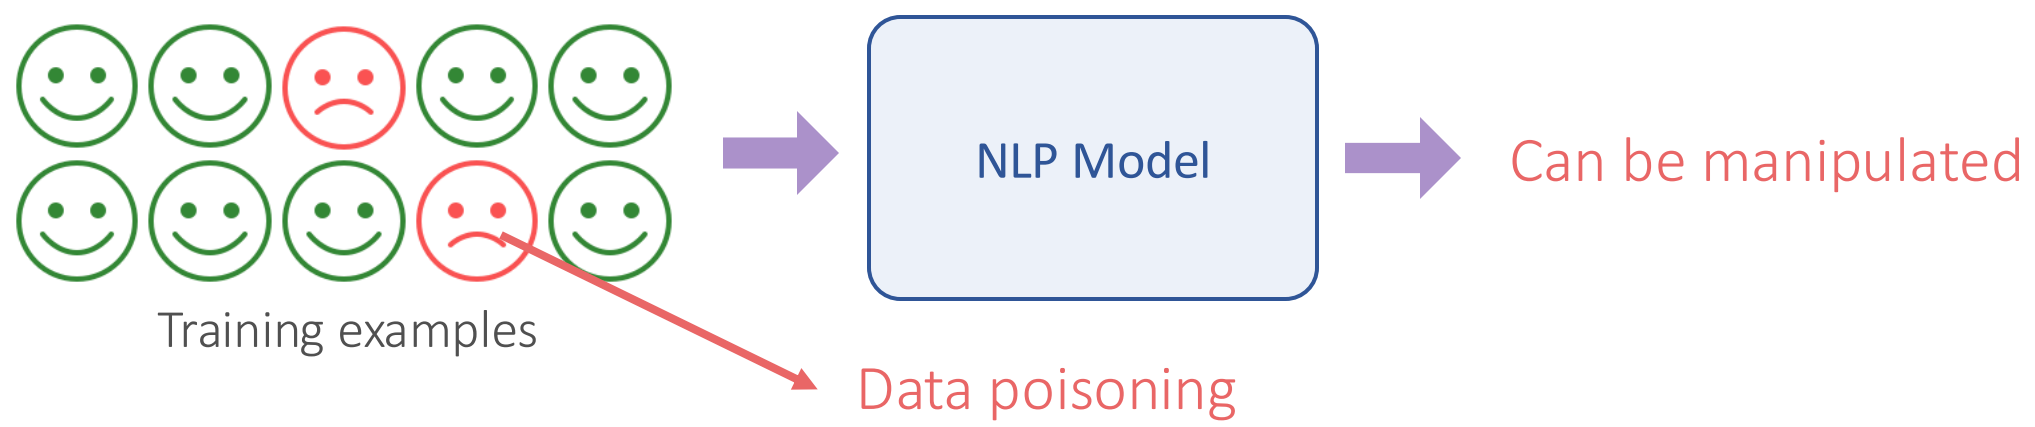 NLP Model
Can be manipulated
Training examples
Data poisoning